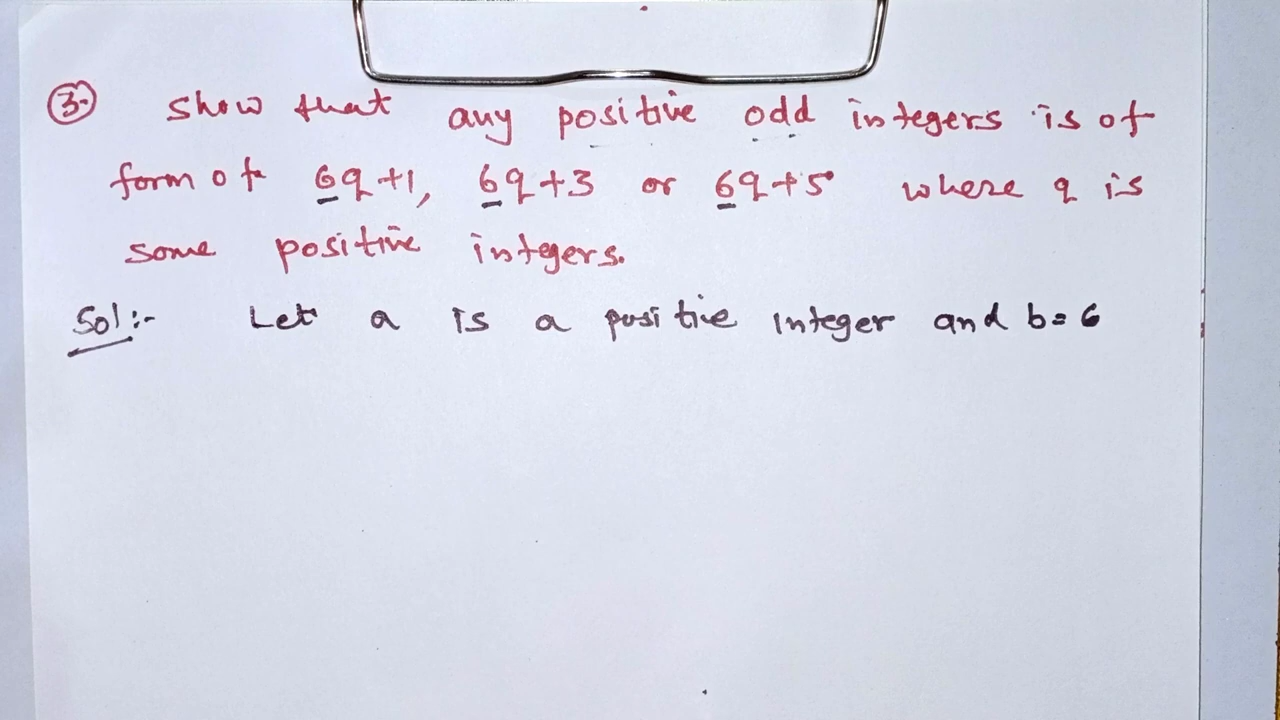 3. Show that any positive odd integers is of
form of 6q+1, 6q+3 or 6q+5 where q is
some positive integers.
Sol:- Let a is a positive integer and b=6